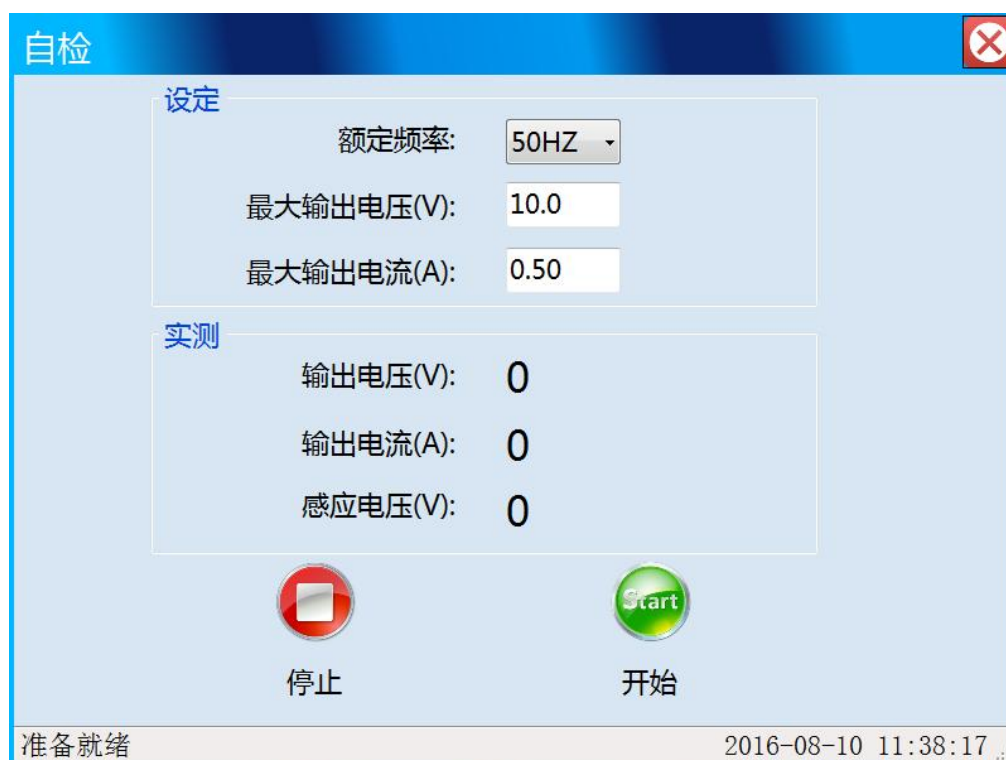 自检
设定
额定频率: 50HZ
最大输出电压(V): 10.0
最大输出电流(A): 0.50
实测
输出电压(V): 0
输出电流(A): 0
感应电压(V): 0
Start
停止 开始
准备就绪 2016-08-10 11:38:17